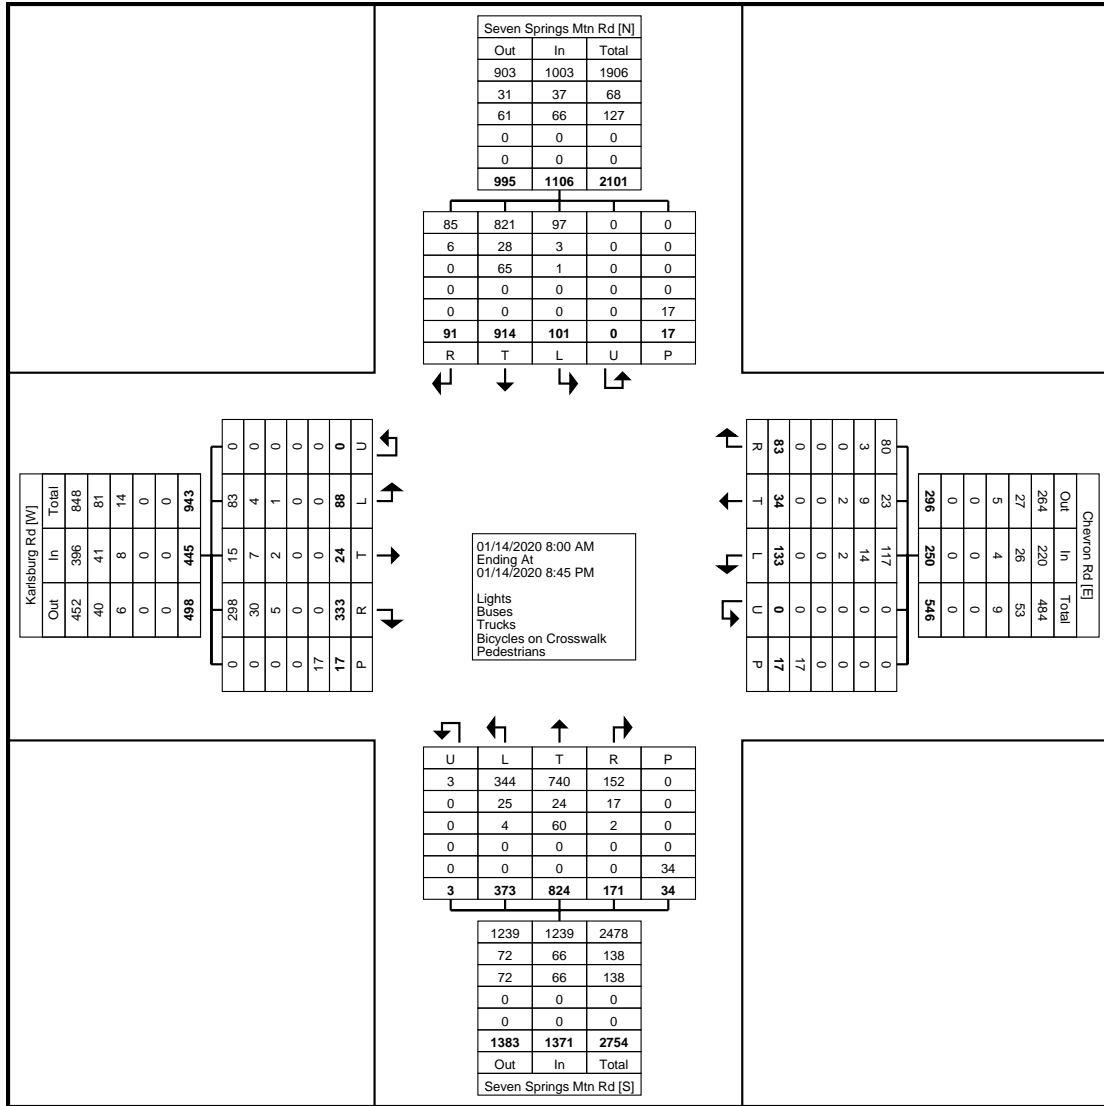 Seven Springs Mtn Rd [N]
Out In Total
903 1003 1906
31 37 68
61 66 127
0 0 0
0 0 0
995 1106 2101
85 821 97 0 0
6 28 3 0 0
0 65 1 0 0
0 0 0 0 0
0 0 0 0 17
91 914 101 0 17
R T L U P
Karlsburg Rd [W]
Out In Total
452 396 848
40 41 81
6 8 14
0 0 0
0 0 0
498 445 943
0 298 15 83 0
0 30 7 4 0
0 5 2 1 0
0 0 0 0 0
17 0 0 0 0
17 333 24 88 0
P R T L U
01/14/2020 8:00 AM
Ending At
01/14/2020 8:45 PM
Lights
Buses
Trucks
Bicycles on Crosswalk
Pedestrians
Chevron Rd [E]
Out In Total
264 220 484
27 26 53
5 4 9
0 0 0
0 0 0
296 250 546
80 23 117 0 0
3 9 14 0 0
0 2 2 0 0
0 0 0 0 0
0 0 0 0 17
83 34 133 0 17
R T L U P
U L T R P
3 344 740 152 0
0 25 24 17 0
0 4 60 2 0
0 0 0 0 0
0 0 0 0 34
3 373 824 171 34
1239 1239 2478
72 66 138
72 66 138
0 0 0
0 0 0
1383 1371 2754
Out In Total
Seven Springs Mtn Rd [S]